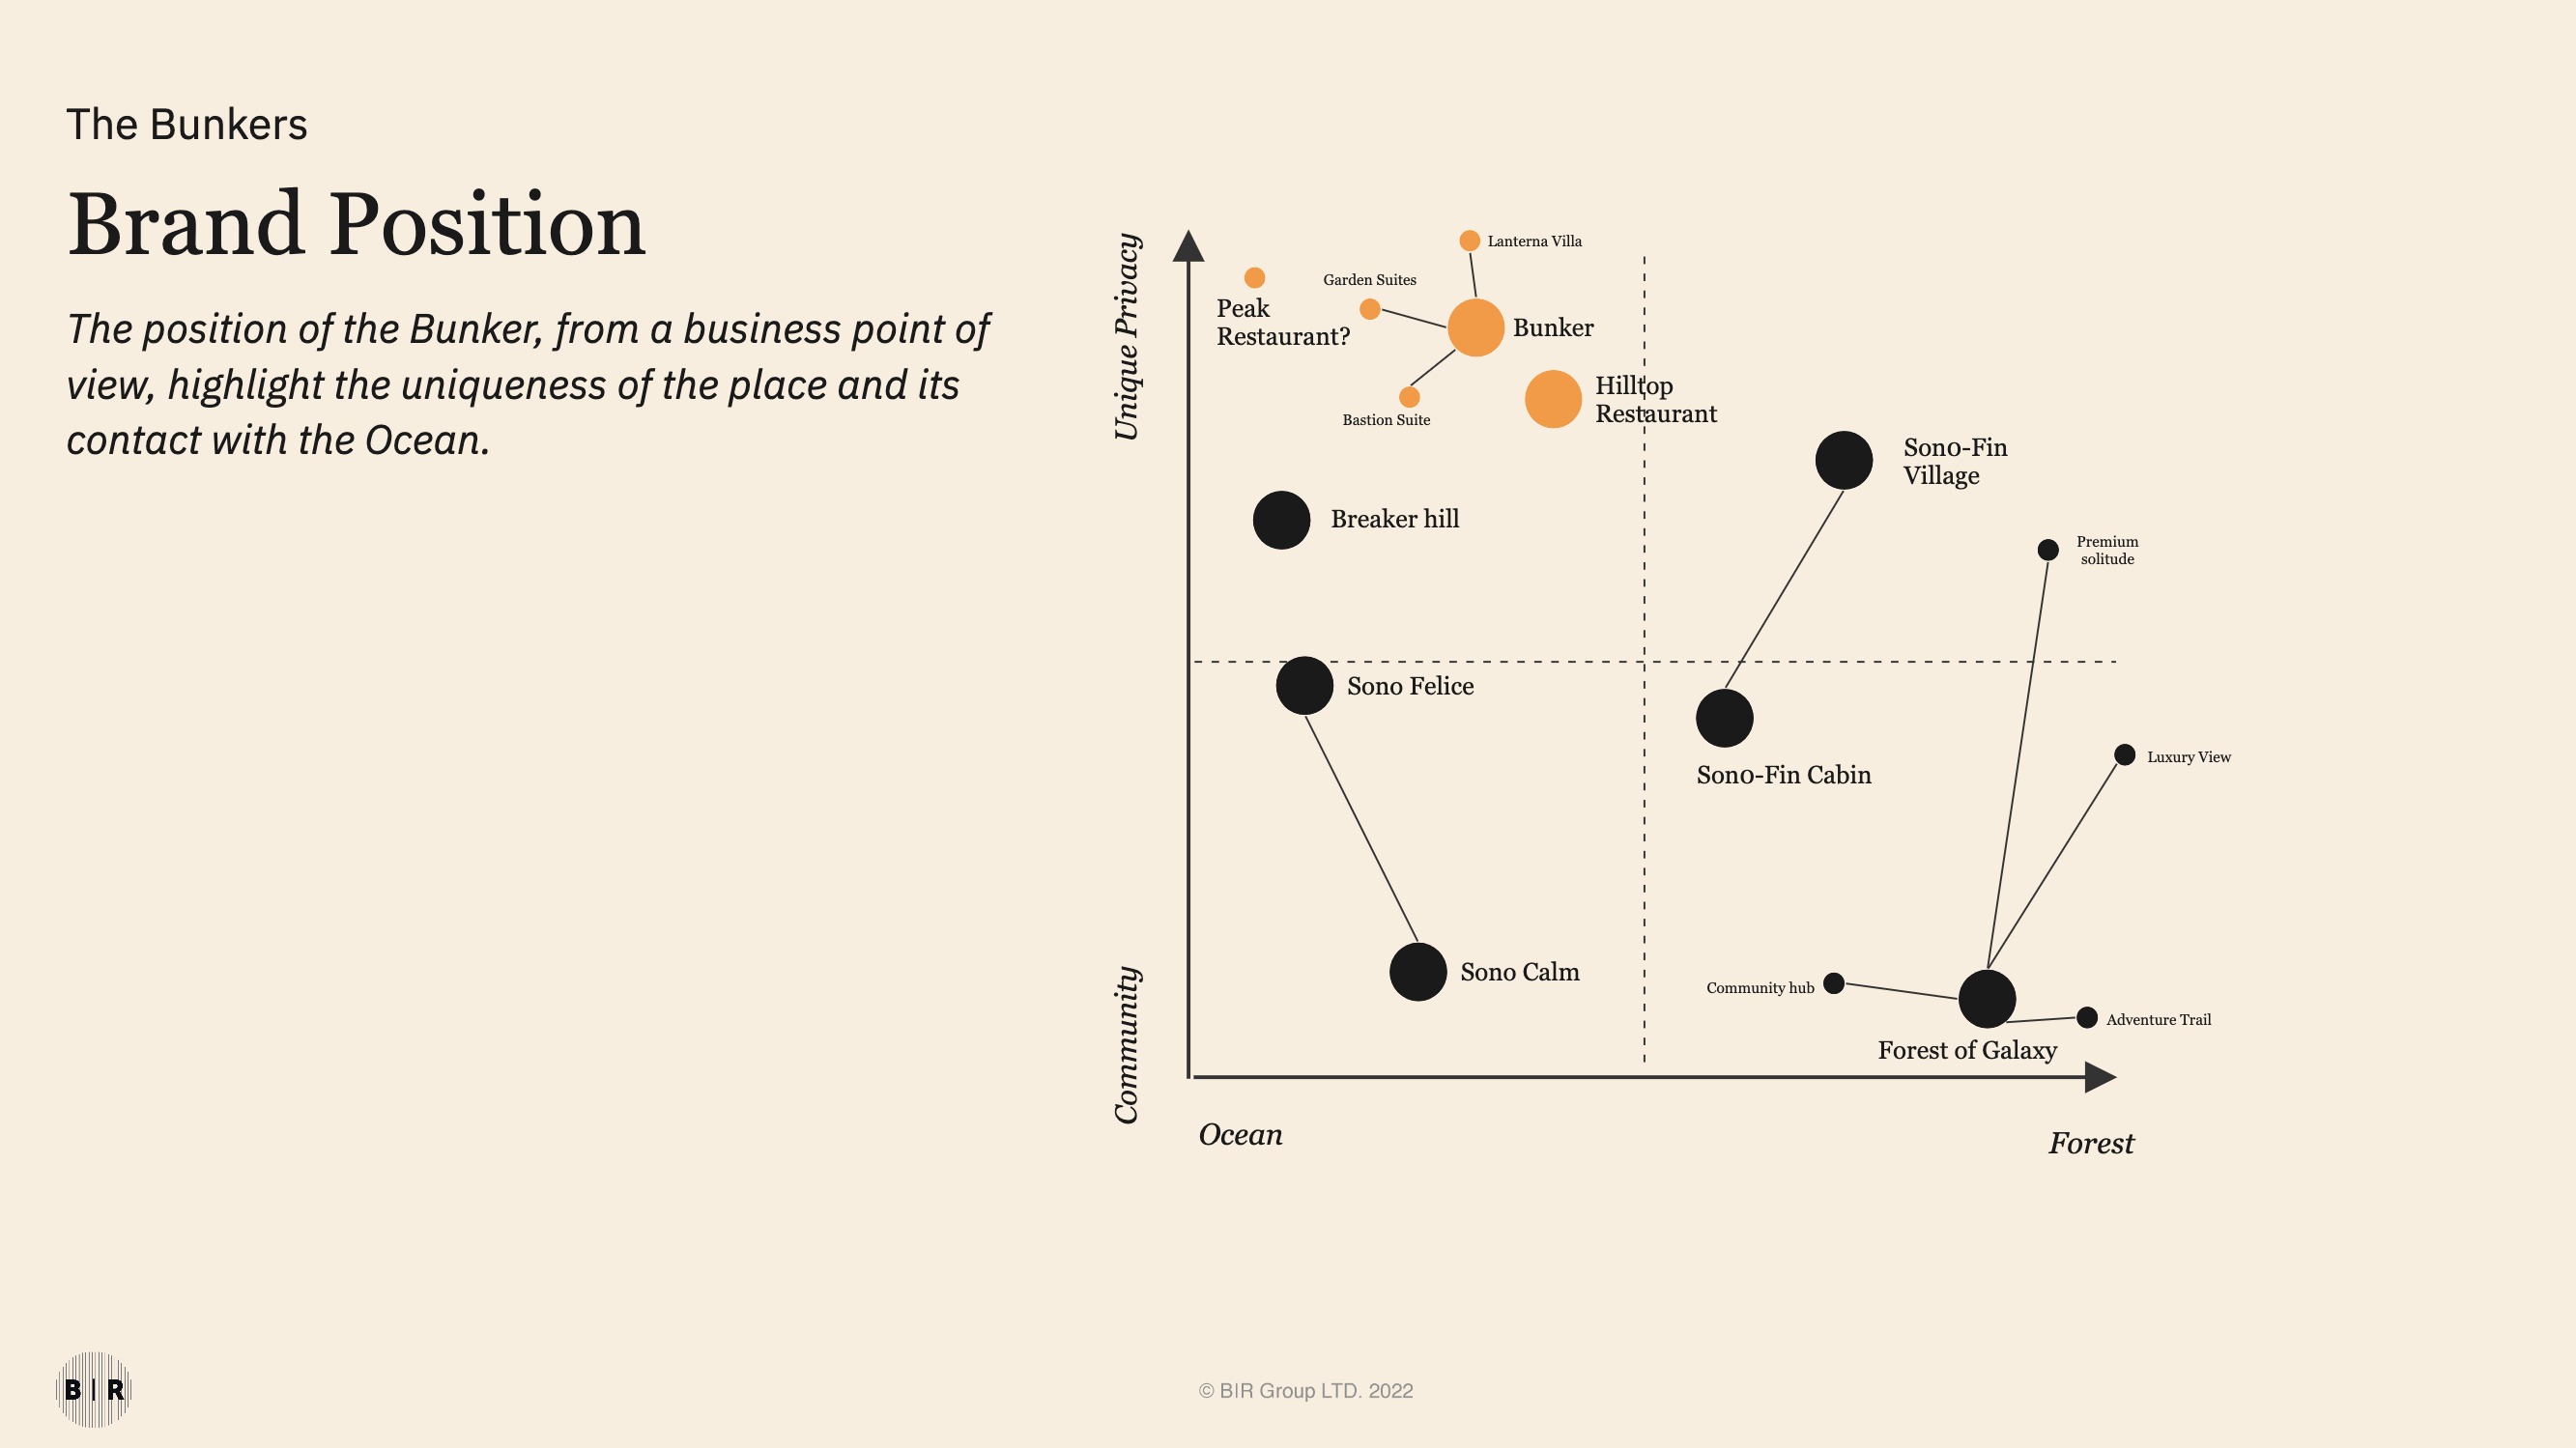 The Bunkers
Brand Position
The position of the Bunker, from a business point of
view, highlight the uniqueness of the place and its
contact with the Ocean.
Unique Privacy
Community
Lanterna Villa
Garden Suites
Peak
Restaurant?
Bunker
Bastion Suite
Hilltop
Restaurant
Son0-Fin
Village
Breaker hill
Premium
solitude
Sono Felice
Son0-Fin Cabin
Luxury View
Sono Calm
Community hub
Adventure Trail
Forest of Galaxy
Ocean
Forest
B|R
© B|R Group LTD. 2022